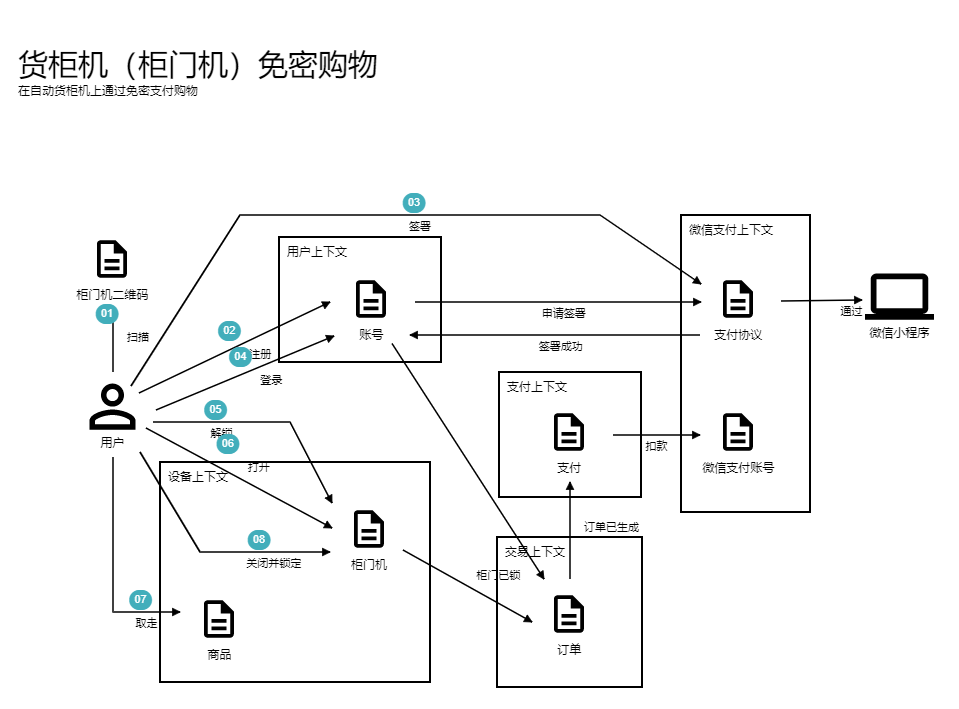 货柜机（柜门机）免密购物
在自动货柜机上通过免密支付购物
03
签署
微信支付上下文
用户上下文
柜门机二维码
01
扫描
02
注册
04
登录
账号
申请签署
签署成功
支付协议
通过
微信小程序
支付上下文
05
解锁
06
打开
用户
支付
扣款
微信支付账号
设备上下文
08
关闭并锁定
柜门机
订单已生成
交易上下文
柜门已锁
07
取走
商品
订单